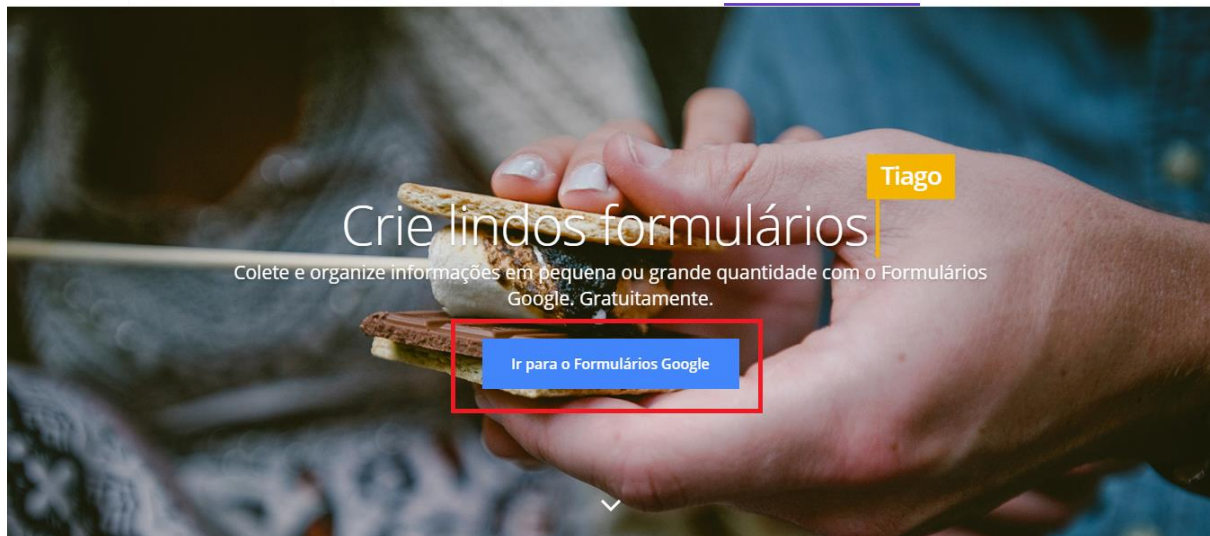 Tiago
Crie lindos formulários
Colete e organize informações em pequena ou grande quantidade com o Formulários
Google. Gratuitamente.
Ir para o Formulários Google